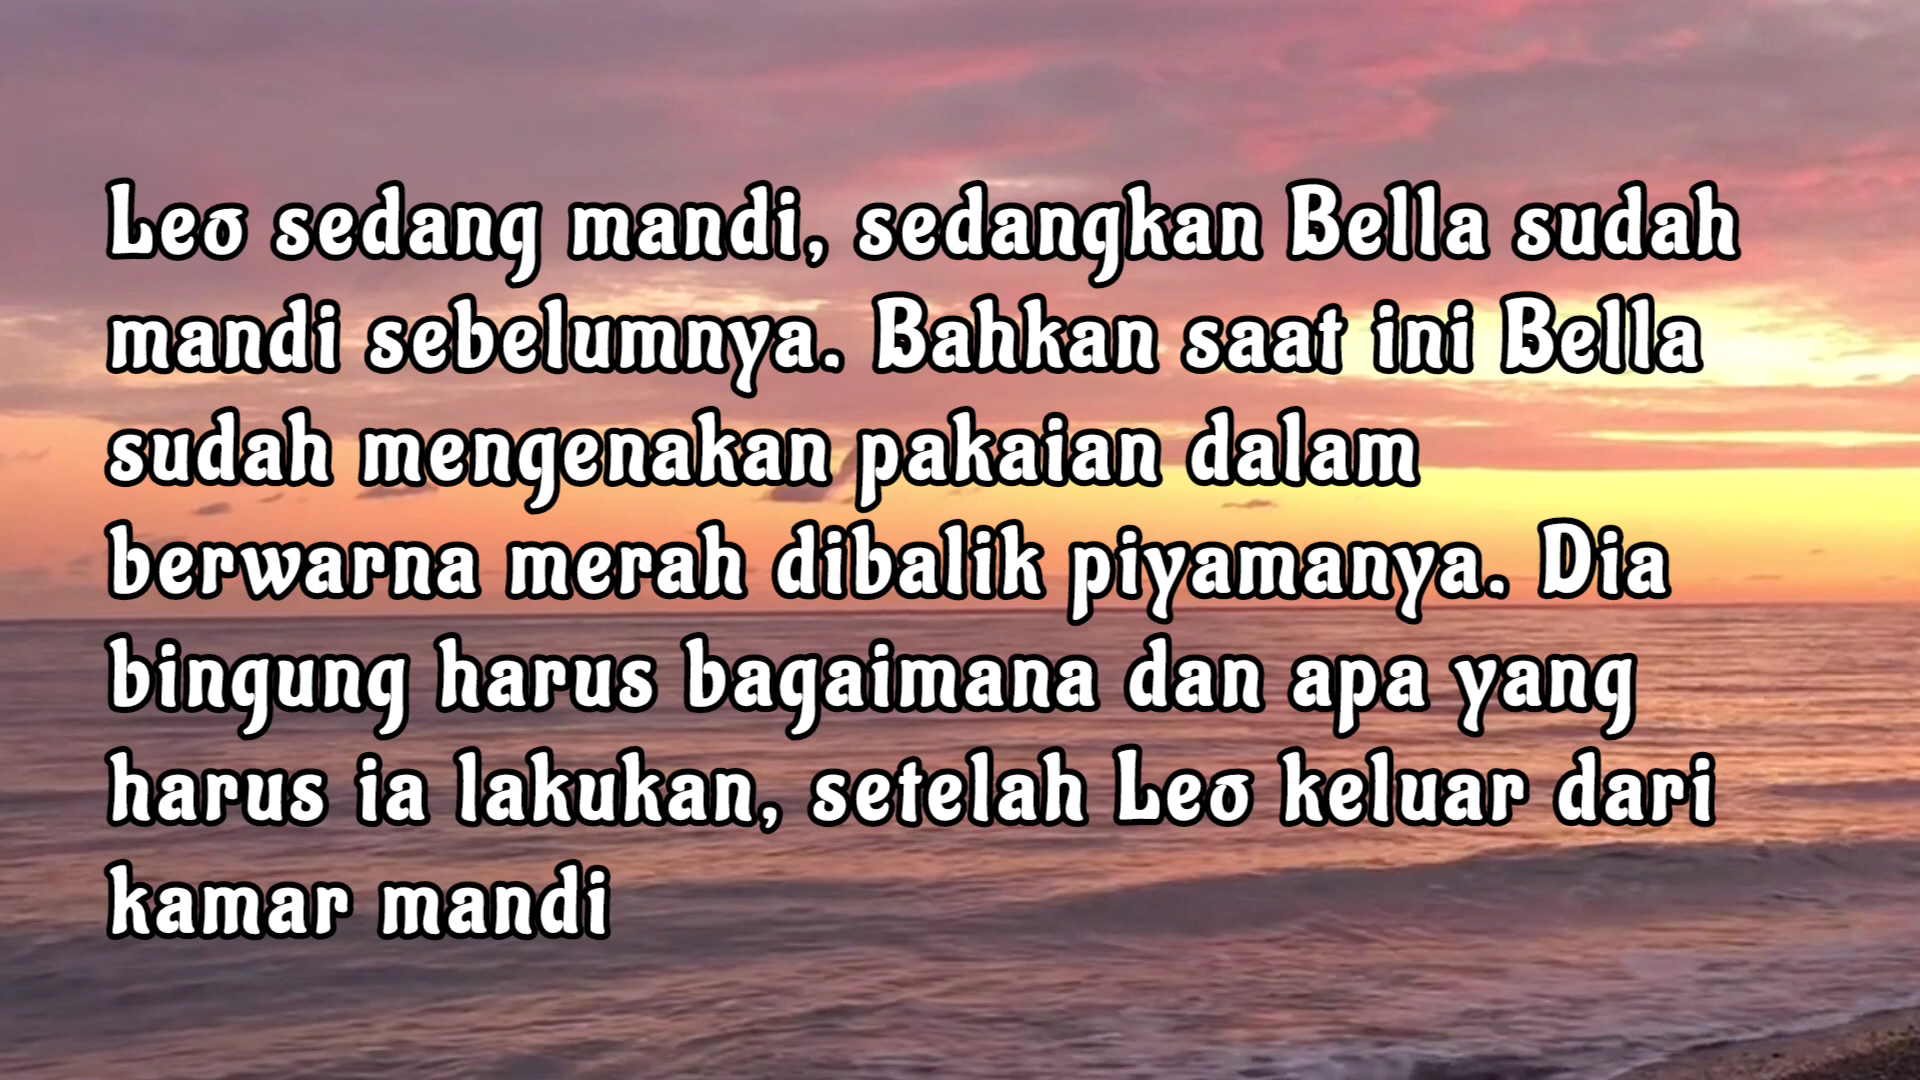 Leo sedang mandi, sedangkan Bella sudah
mandi sebelumnya. Bahkan saat ini Bella
sudah mengenakan pakaian dalam
berwarna merah dibalik piyamanya. Dia
bingung harus bagaimana dan apa yang
harus ia lakukan, setelah Leo keluar dari
kamar mandi